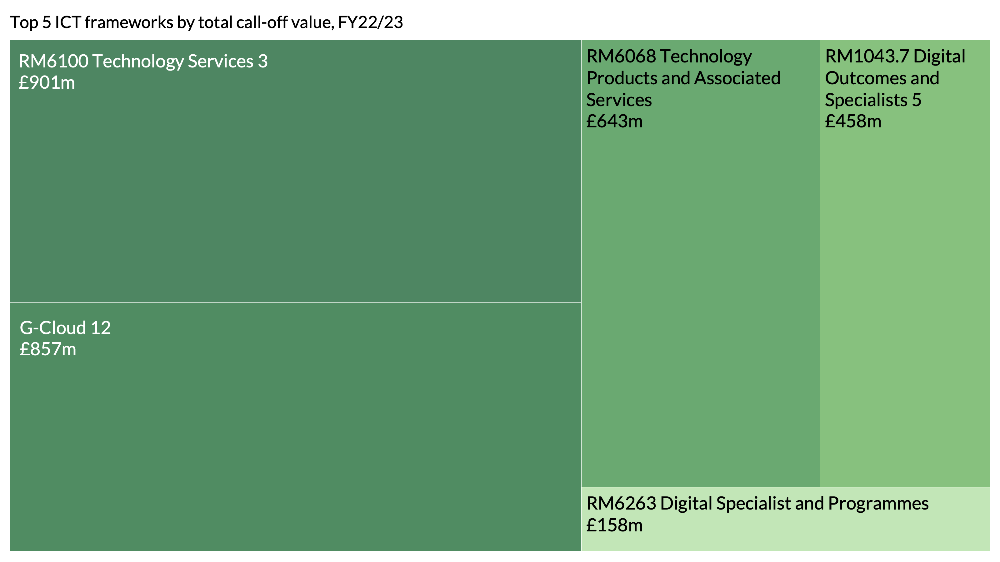 Top 5 ICT frameworks by total call-off value, FY22/23
RM6100 Technology Services 3
£901m
G-Cloud 12
£857m
RM6068 Technology
Products and Associated
Services
£643m
RM1043.7 Digital
Outcomes and
Specialists 5
£458m
RM6263 Digital Specialist and Programmes
£158m